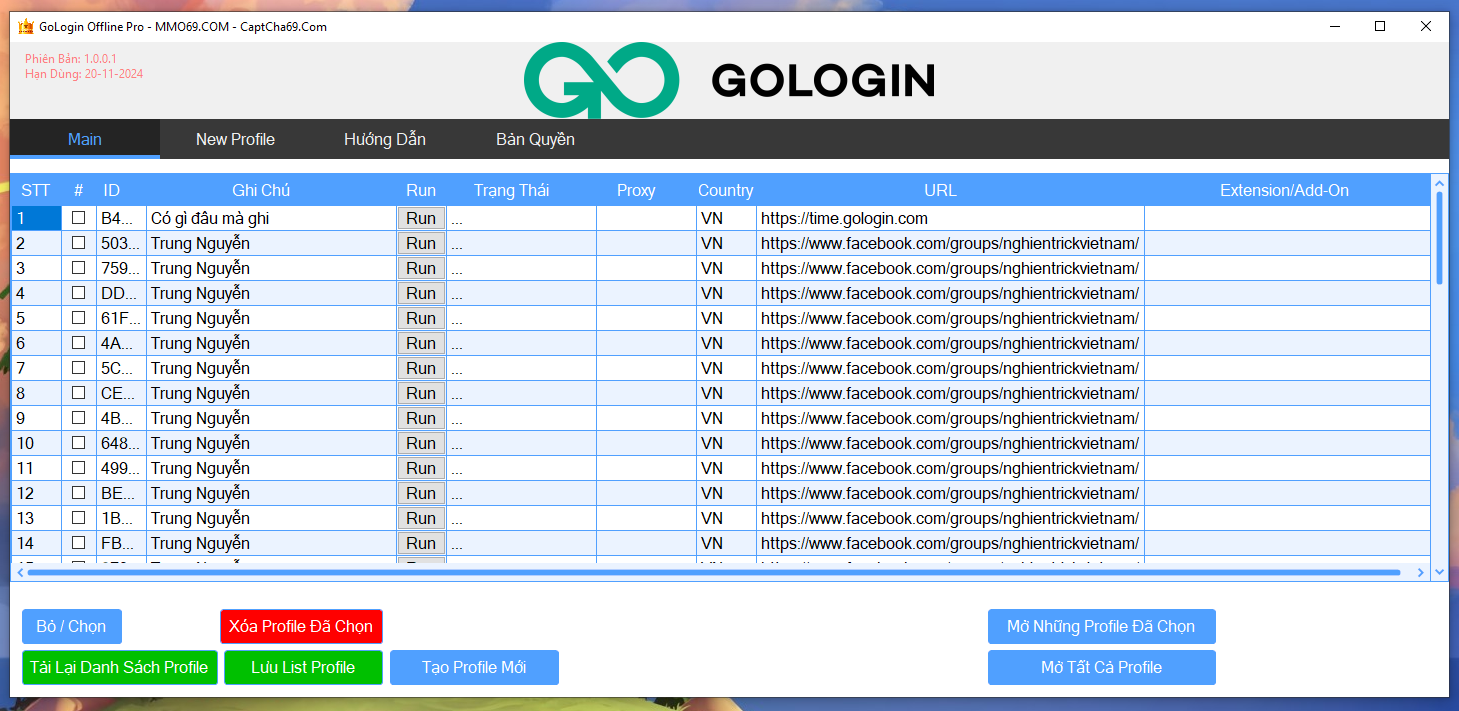 GoLogin Offline Pro - MMO69.COM - CaptCha69.Com
Phiên Bản: 1.0.0.1
Hạn Dùng: 20-11-2024
GO GOLOGIN
Main New Profile Hướng Dẫn Bản Quyền
STT # ID Ghi Chú Run Trạng Thái Proxy Country URL Extension/Add-On
1 B4... Có gì đâu mà ghi Run ... VN https://time.gologin.com
2 503... Trung Nguyễn Run ... VN https://www.facebook.com/groups/nghientrickvietnam/
3 759... Trung Nguyễn Run ... VN https://www.facebook.com/groups/nghientrickvietnam/
4 DD... Trung Nguyễn Run ... VN https://www.facebook.com/groups/nghientrickvietnam/
5 61F... Trung Nguyễn Run ... VN https://www.facebook.com/groups/nghientrickvietnam/
6 4A... Trung Nguyễn Run ... VN https://www.facebook.com/groups/nghientrickvietnam/
7 5C... Trung Nguyễn Run ... VN https://www.facebook.com/groups/nghientrickvietnam/
8 CE... Trung Nguyễn Run ... VN https://www.facebook.com/groups/nghientrickvietnam/
9 4B... Trung Nguyễn Run ... VN https://www.facebook.com/groups/nghientrickvietnam/
10 648... Trung Nguyễn Run ... VN https://www.facebook.com/groups/nghientrickvietnam/
11 499... Trung Nguyễn Run ... VN https://www.facebook.com/groups/nghientrickvietnam/
12 BE... Trung Nguyễn Run ... VN https://www.facebook.com/groups/nghientrickvietnam/
13 1B... Trung Nguyễn Run ... VN https://www.facebook.com/groups/nghientrickvietnam/
14 FB... Trung Nguyễn Run ... VN https://www.facebook.com/groups/nghientrickvietnam/
Bỏ / Chọn Xóa Profile Đã Chọn Mở Những Profile Đã Chọn
Tải Lại Danh Sách Profile Lưu List Profile Tạo Profile Mới Mở Tất Cả Profile